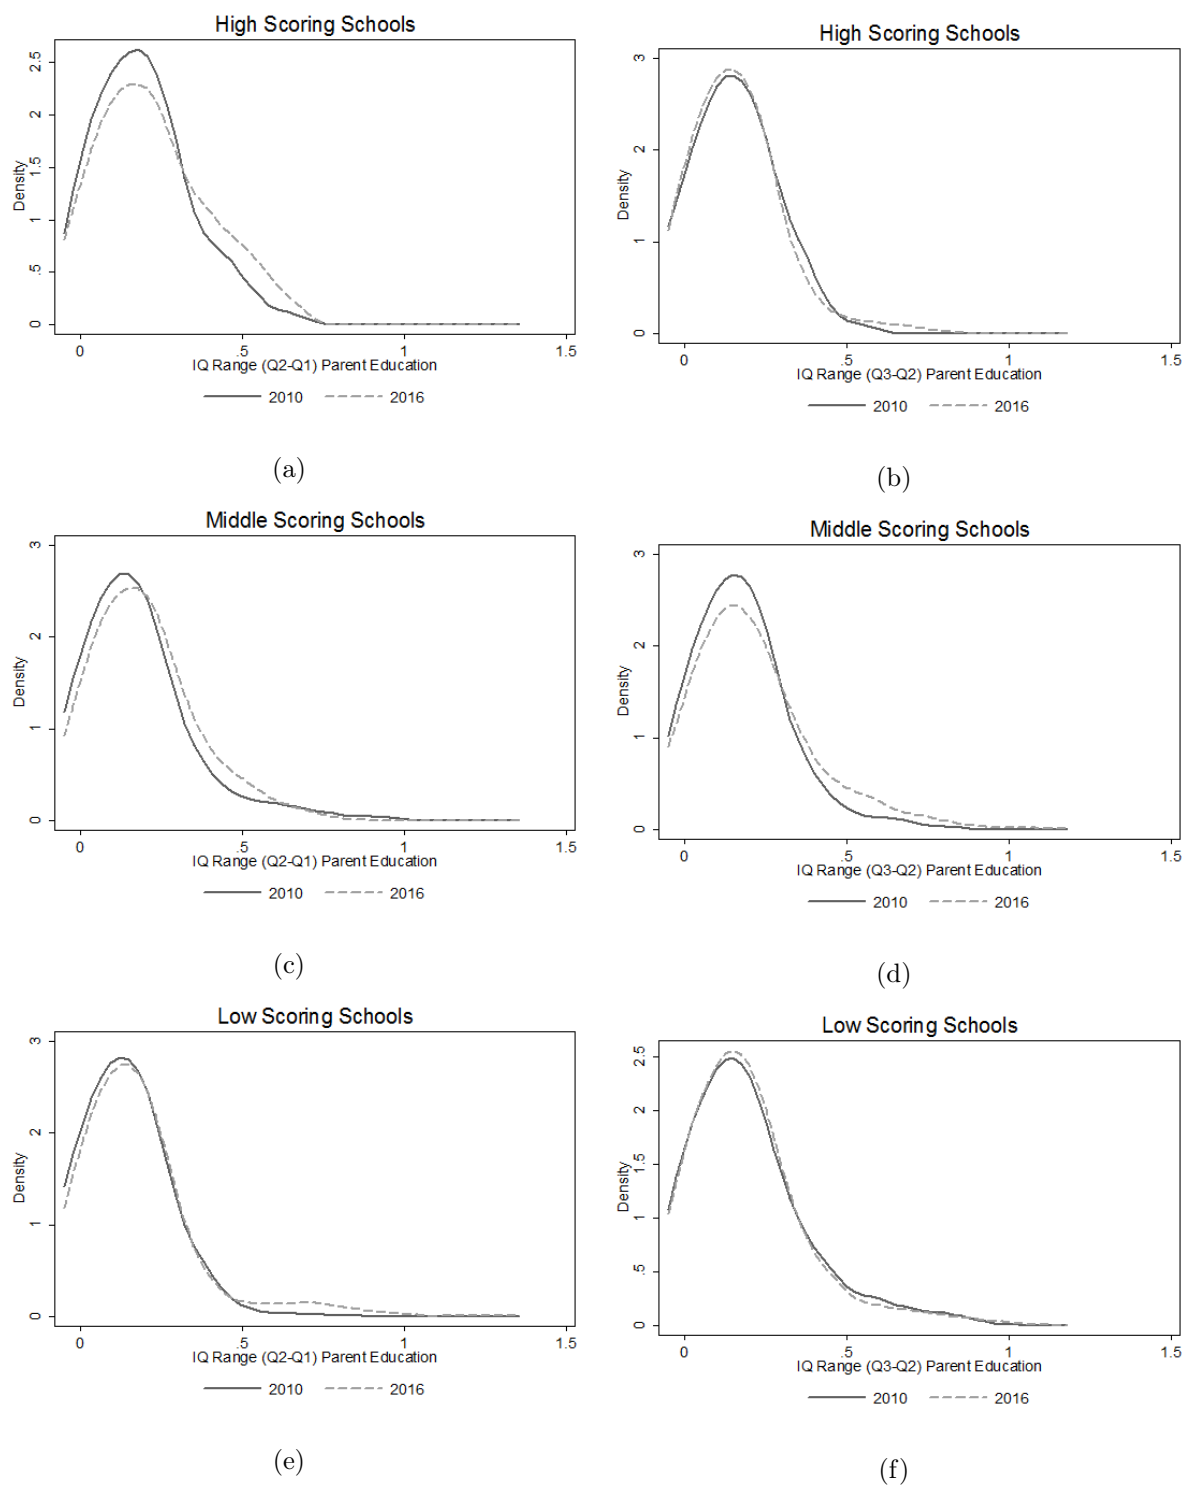 High Scoring Schools
Density
0
.5
1
1.5
2
2.5
0
.5
1
1.5
IQ Range (Q2-Q1) Parent Education
2010 2016
(a)
High Scoring Schools
Density
0
1
2
3
0
.5
1
1.5
IQ Range (Q3-Q2) Parent Education
2010 2016
(b)
Middle Scoring Schools
Density
0
1
2
3
0
.5
1
1.5
IQ Range (Q2-Q1) Parent Education
2010 2016
(c)
Middle Scoring Schools
Density
0
1
2
3
0
.5
1
1.5
IQ Range (Q3-Q2) Parent Education
2010 2016
(d)
Low Scoring Schools
Density
0
1
2
3
0
.5
1
1.5
IQ Range (Q2-Q1) Parent Education
2010 2016
(e)
Low Scoring Schools
Density
0
.5
1
1.5
2
2.5
0
.5
1
1.5
IQ Range (Q3-Q2) Parent Education
2010 2016
(f)